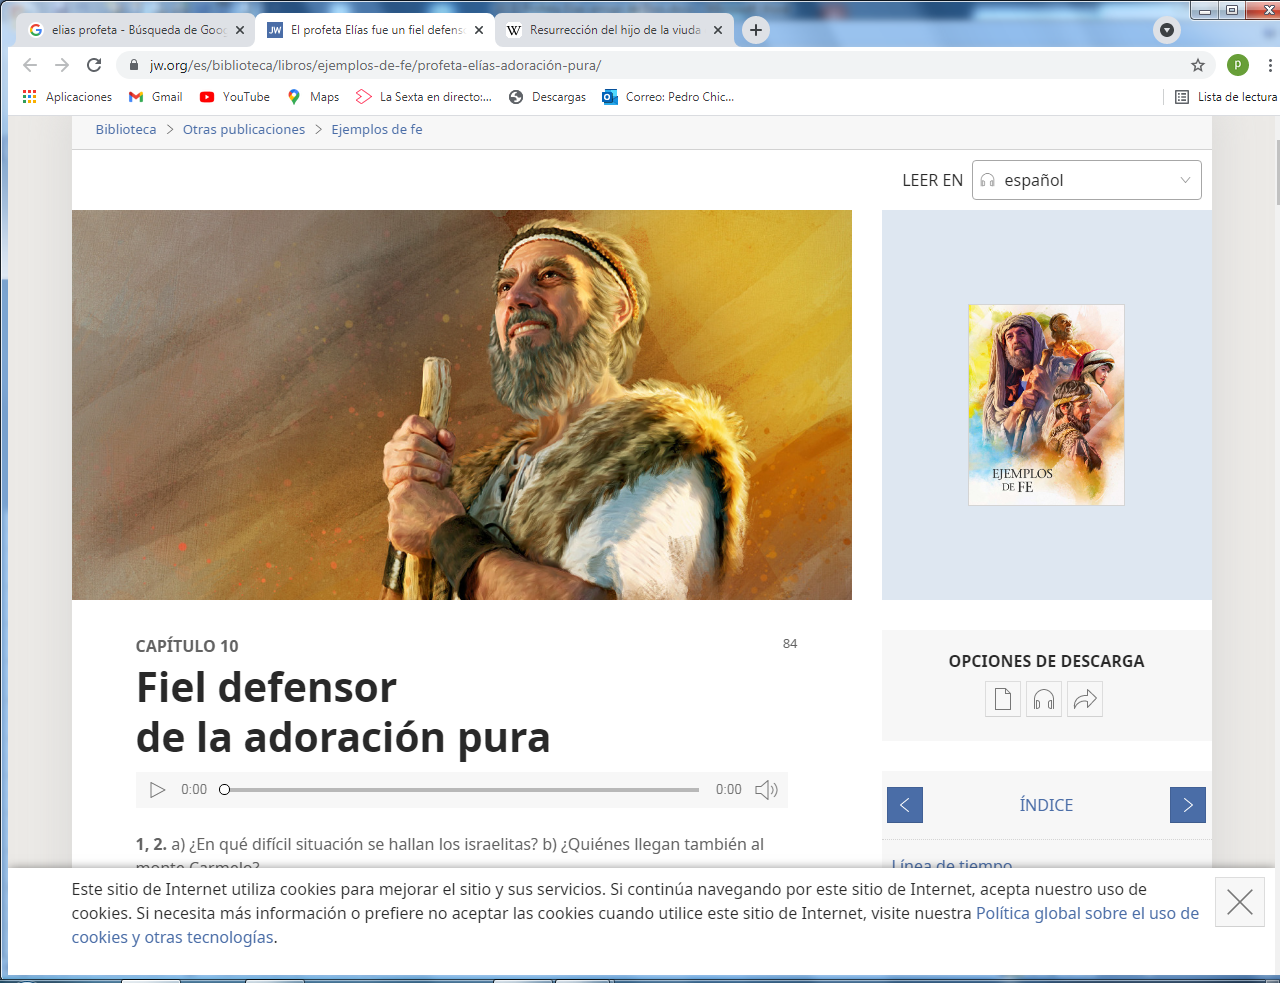 elias profeta - Búsqueda de Goog
El profeta Elías fue un fiel defens
Resurrección del hijo de la viuda
jw.org/es/biblioteca/libros/ejemplos-de-fe/profeta-elías-adoración-pura/
p
Aplicaciones
Gmail
YouTube
Maps
La Sexta en directo:...
Descargas
Correo: Pedro Chic...
Lista de lectura
Biblioteca > Otras publicaciones > Ejemplos de fe
LEER EN
español
EJEMPLOS
DE FE
CAPÍTULO 10
84
Fiel defensor
de la adoración pura
0:00
0:00
1, 2. a) ¿En qué difícil situación se hallan los israelitas? b) ¿Quiénes llegan también al
monte Carmelo?
OPCIONES DE DESCARGA
ÍNDICE
Línea de tiempo
Este sitio de Internet utiliza cookies para mejorar el sitio y sus servicios. Si continúa navegando por este sitio de Internet, acepta nuestro uso de
cookies. Si necesita más información o prefiere no aceptar las cookies cuando utilice este sitio de Internet, visite nuestra Política global sobre el uso de
cookies y otras tecnologías.